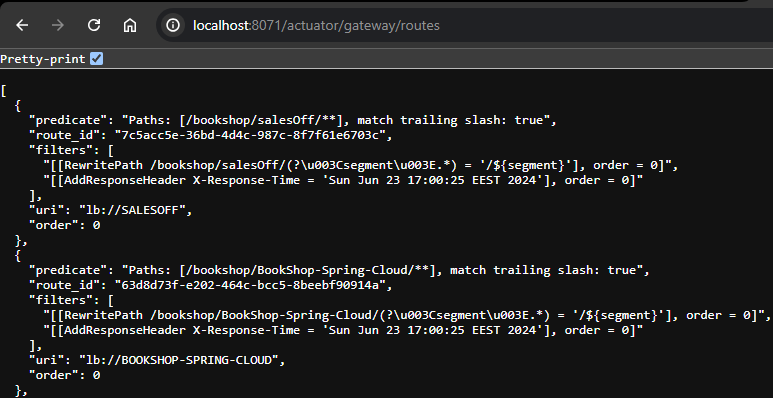 localhost:8071/actuator/gateway/routes
Pretty-print
[
  {
    "predicate": "Paths: [/bookshop/salesOff/**], match trailing slash: true",
    "route_id": "7c5acc5e-36bd-4d4c-987c-8f7f61e6703c",
    "filters": [
      "[[RewritePath /bookshop/salesOff/(?\u003Csegment\u003E.*) = '/${segment}'], order = 0]",
      "[[AddResponseHeader X-Response-Time = 'Sun Jun 23 17:00:25 EEST 2024'], order = 0]"
    ],
    "uri": "lb://SALESOFF",
    "order": 0
  },
  {
    "predicate": "Paths: [/bookshop/BookShop-Spring-Cloud/**], match trailing slash: true",
    "route_id": "63d8d73f-e202-464c-bcc5-8beebf90914a",
    "filters": [
      "[[RewritePath /bookshop/BookShop-Spring-Cloud/(?\u003Csegment\u003E.*) = '/${segment}'], order = 0]",
      "[[AddResponseHeader X-Response-Time = 'Sun Jun 23 17:00:25 EEST 2024'], order = 0]"
    ],
    "uri": "lb://BOOKSHOP-SPRING-CLOUD",
    "order": 0
  },